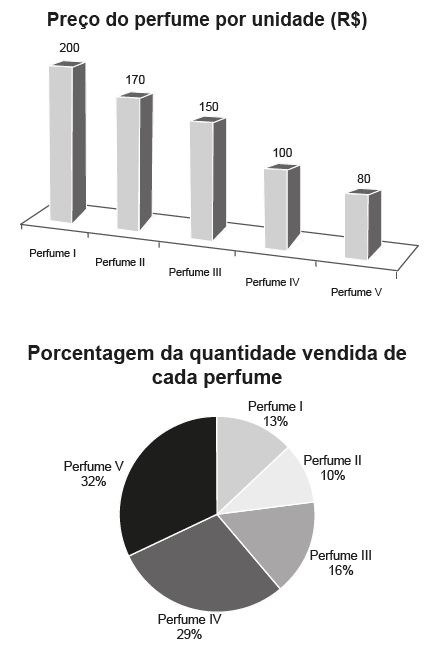 Preço do perfume por unidade (R$)
200
170
150
100
80
Perfume I
Perfume II
Perfume III
Perfume IV
Perfume V
Porcentagem da quantidade vendida de
cada perfume
Perfume I
13%
Perfume II
10%
Perfume III
16%
Perfume IV
29%
Perfume V
32%